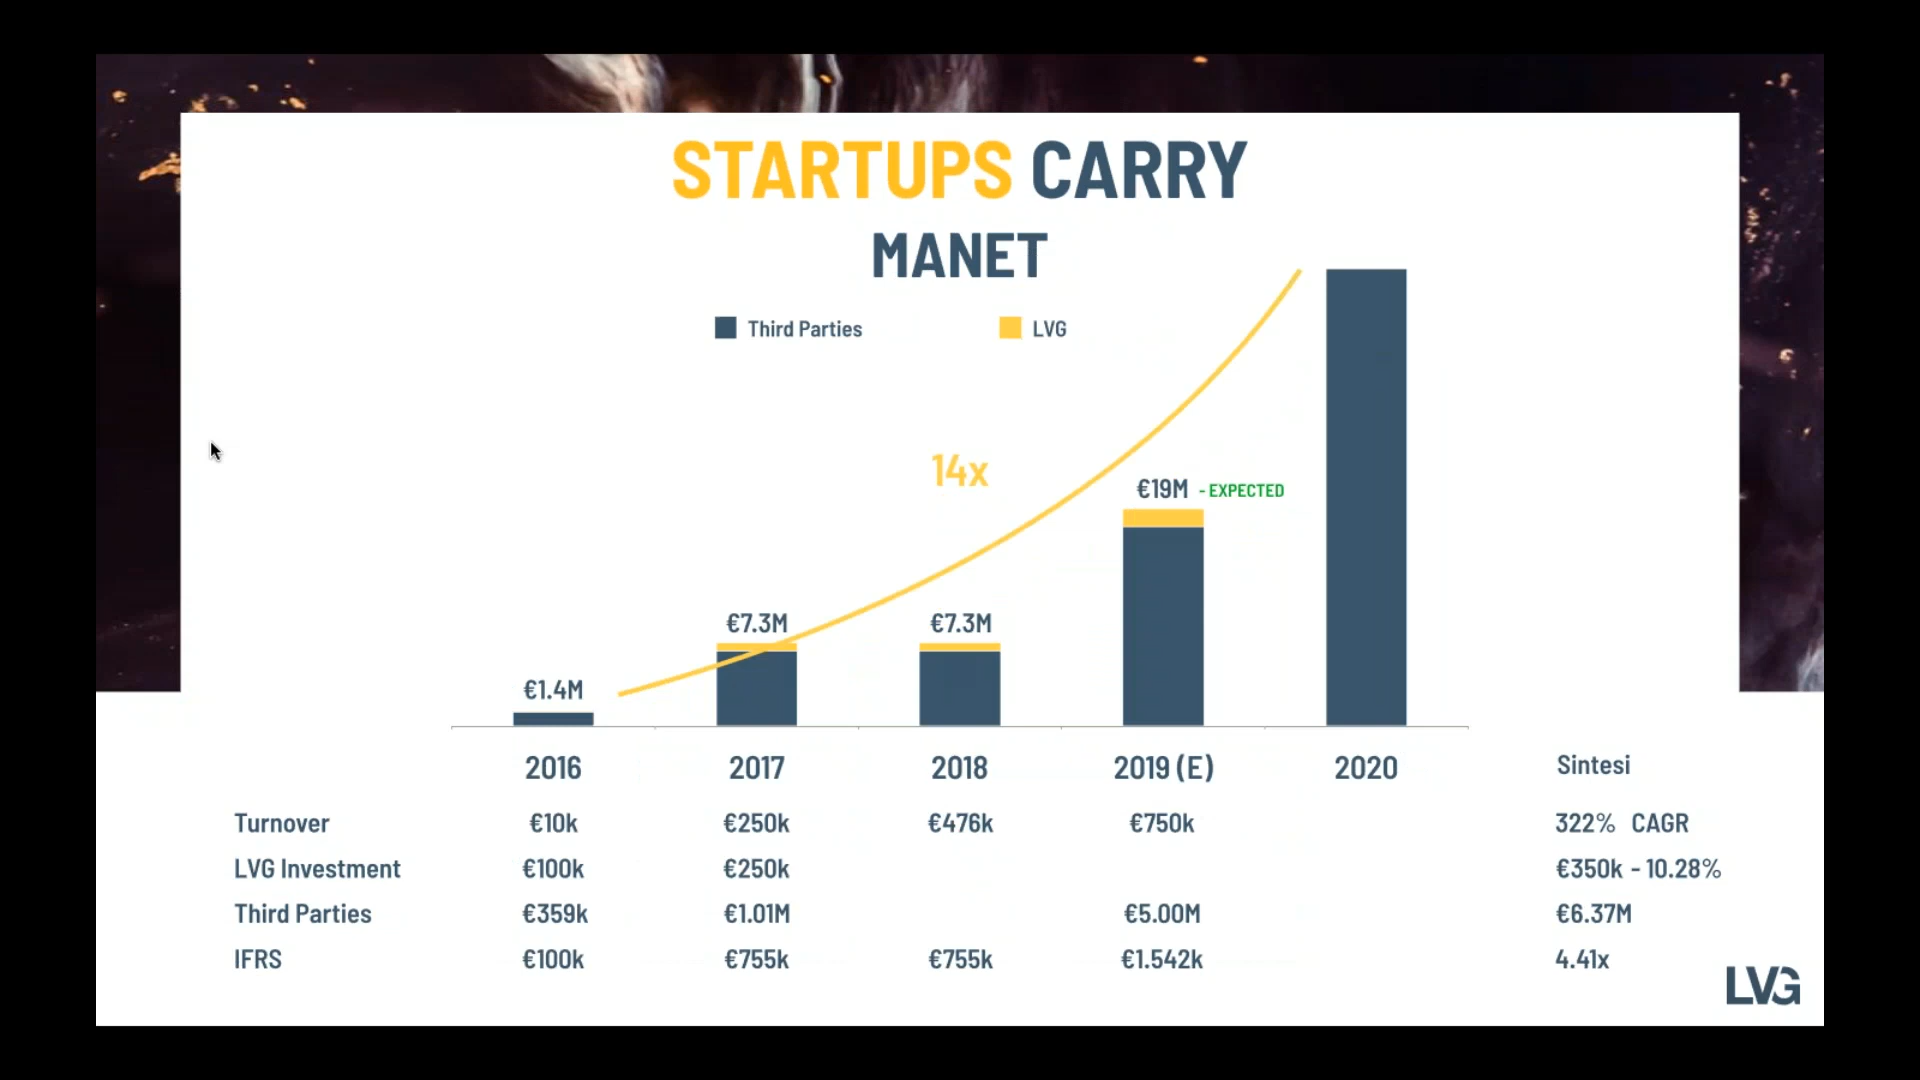 STARTUPS CARRY
MANET
Third Parties LVG
14x
€19M - EXPECTED
€7.3M €7.3M
€1.4M
2016 2017 2018 2019 (E) 2020 Sintesi
Turnover €10k €250k €476k €750k 322% CAGR
LVG Investment €100k €250k €350k - 10.28%
Third Parties €359k €1.01M €5.00M €6.37M
IFRS €100k €755k €755k €1.542k 4.41x
LVG